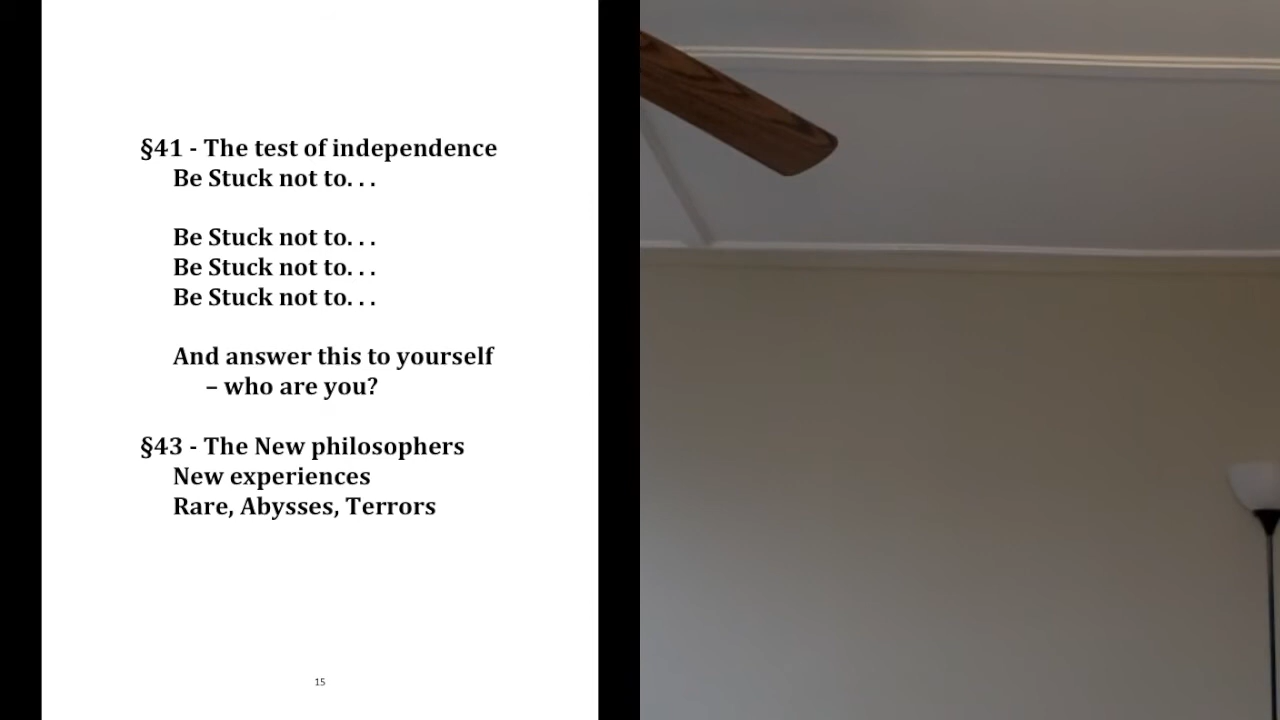 §41 - The test of independence
Be Stuck not to. . .
Be Stuck not to. . .
Be Stuck not to. . .
Be Stuck not to. . .
And answer this to yourself
– who are you?
§43 - The New philosophers
New experiences
Rare, Abysses, Terrors
15